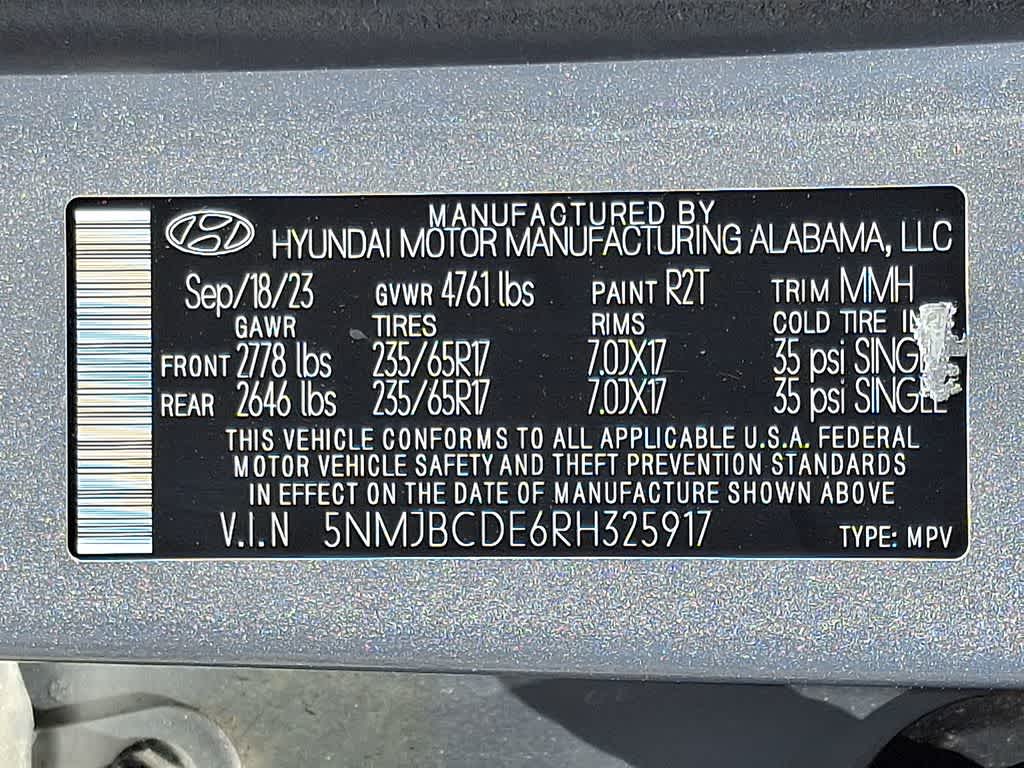 MANUFACTURED BY
HYUNDAI MOTOR MANUFACTURING ALABAMA, LLC
Sep/18/23 GVWR 4761 lbs PAINT R2T TRIM MMH
GAWR TIRES RIMS COLD TIRE
FRONT 2778 lbs 235/65R17 7.0JX17 35 psi SINGLE
REAR 2646 lbs 235/65R17 7.0JX17 35 psi SINGLE
THIS VEHICLE CONFORMS TO ALL APPLICABLE U.S.A. FEDERAL
MOTOR VEHICLE SAFETY AND THEFT PREVENTION STANDARDS
IN EFFECT ON THE DATE OF MANUFACTURE SHOWN ABOVE
V.I.N 5NMJBCDE6RH325917 TYPE: MPV